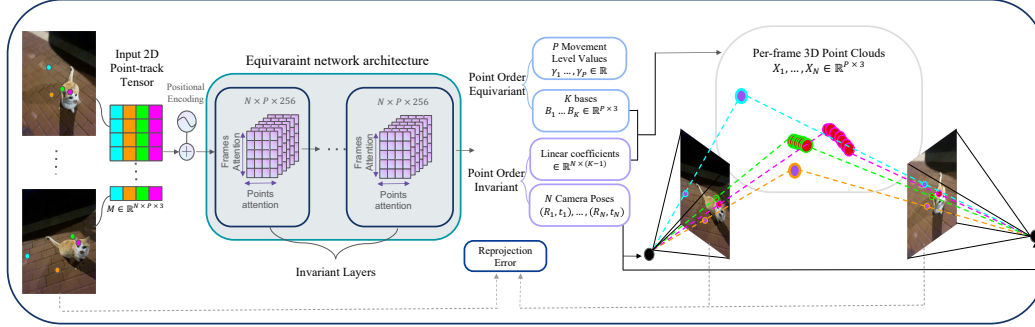 Input 2D
Point-track
Tensor
M ∈ ℝ^{N×P×3}
Positional
Encoding
Equivaraint network architecture
N × P × 256
Frames
Attention
Points
attention
N × P × 256
Frames
Attention
Points
attention
Invariant Layers
Point Order
Equivariant
P Movement
Level Values
γ_1 …, γ_P ∈ ℝ
K bases
B_1 … B_K ∈ ℝ^{P×3}
Point Order
Invariant
Linear coefficients
∈ ℝ^{N×(K−1)}
N Camera Poses
(R_1, t_1), …, (R_N, t_N)
Reprojection
Error
Per-frame 3D Point Clouds
X_1, …, X_N ∈ ℝ^{P×3}